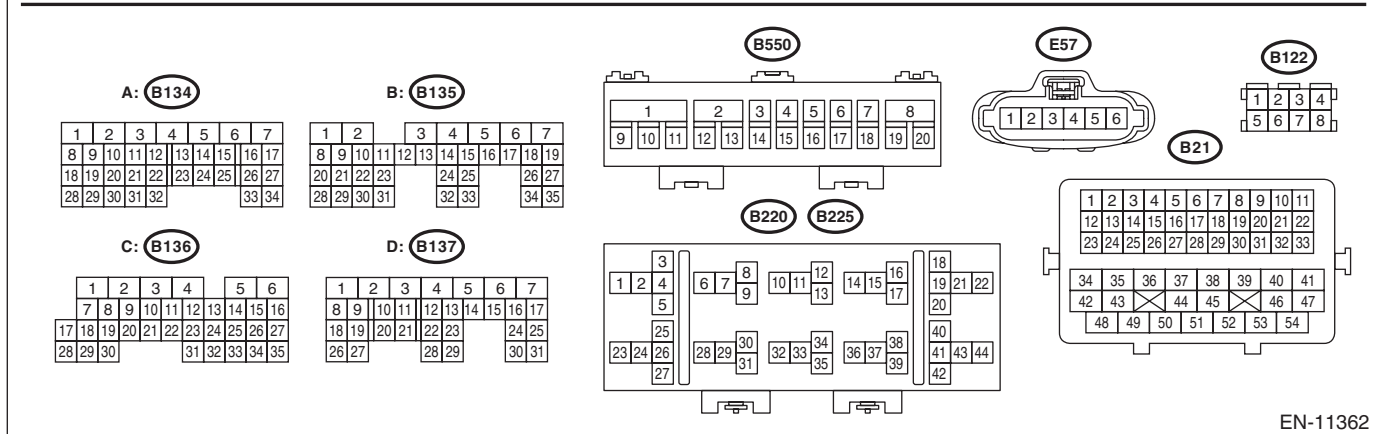 A: B134
1 2 3 4 5 6 7
8 9 10 11 12 13 14 15 16 17
18 19 20 21 22 23 24 25 26 27
28 29 30 31 32 33 34
B: B135
1 2 3 4 5 6 7
8 9 10 11 12 13 14 15 16 17 18 19
20 21 22 23 24 25 26 27
28 29 30 31 32 33 34 35
C: B136
1 2 3 4 5 6
7 8 9 10 11 12 13 14 15 16
17 18 19 20 21 22 23 24 25 26 27
28 29 30 31 32 33 34 35
D: B137
1 2 3 4 5 6 7
8 9 10 11 12 13 14 15 16 17
18 19 20 21 22 23 24 25
26 27 28 29 30 31
B550
1 2 3 4 5 6 7 8
9 10 11 12 13 14 15 16 17 18 19 20
E57
1 2 3 4 5 6
B122
1 2 3 4
5 6 7 8
B220 B225
3 8 12 16 18
1 2 4 6 7 10 11 14 15 19 21 22
5 9 13 17 20
25 30 34 38 40
23 24 26 28 29 32 33 36 37 41 43 44
27 31 35 39 42
B21
1 2 3 4 5 6 7 8 9 10 11
12 13 14 15 16 17 18 19 20 21 22
23 24 25 26 27 28 29 30 31 32 33
34 35 36 37 38 39 40 41
42 43 44 45 46 47
48 49 50 51 52 53 54
EN-11362